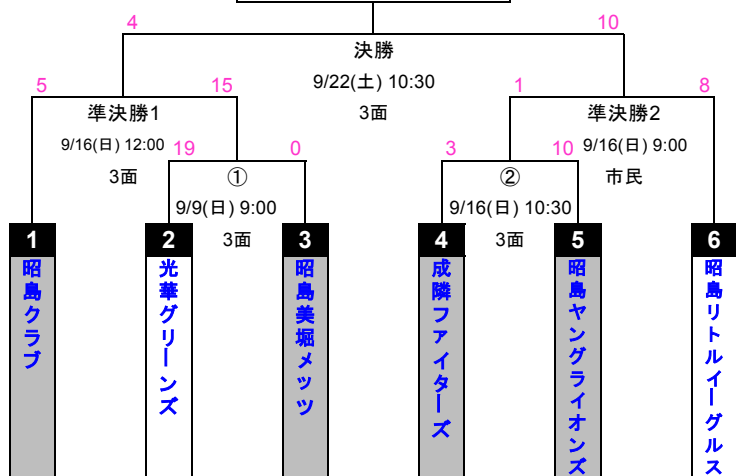 4
10
決勝
9/22(土) 10:30
3面
5
15
1
8
準決勝1
準決勝2
9/16(日) 12:00
19
0
3
10
9/16(日) 9:00
3面
①
②
市民
9/9(日) 9:00
9/16(日) 10:30
3面
3面
1
2
3
4
5
6
昭島クラブ
光華グリーンズ
昭島美堀メッツ
成隣ファイターズ
昭島ヤングライオンズ
昭島リトルイーグルス